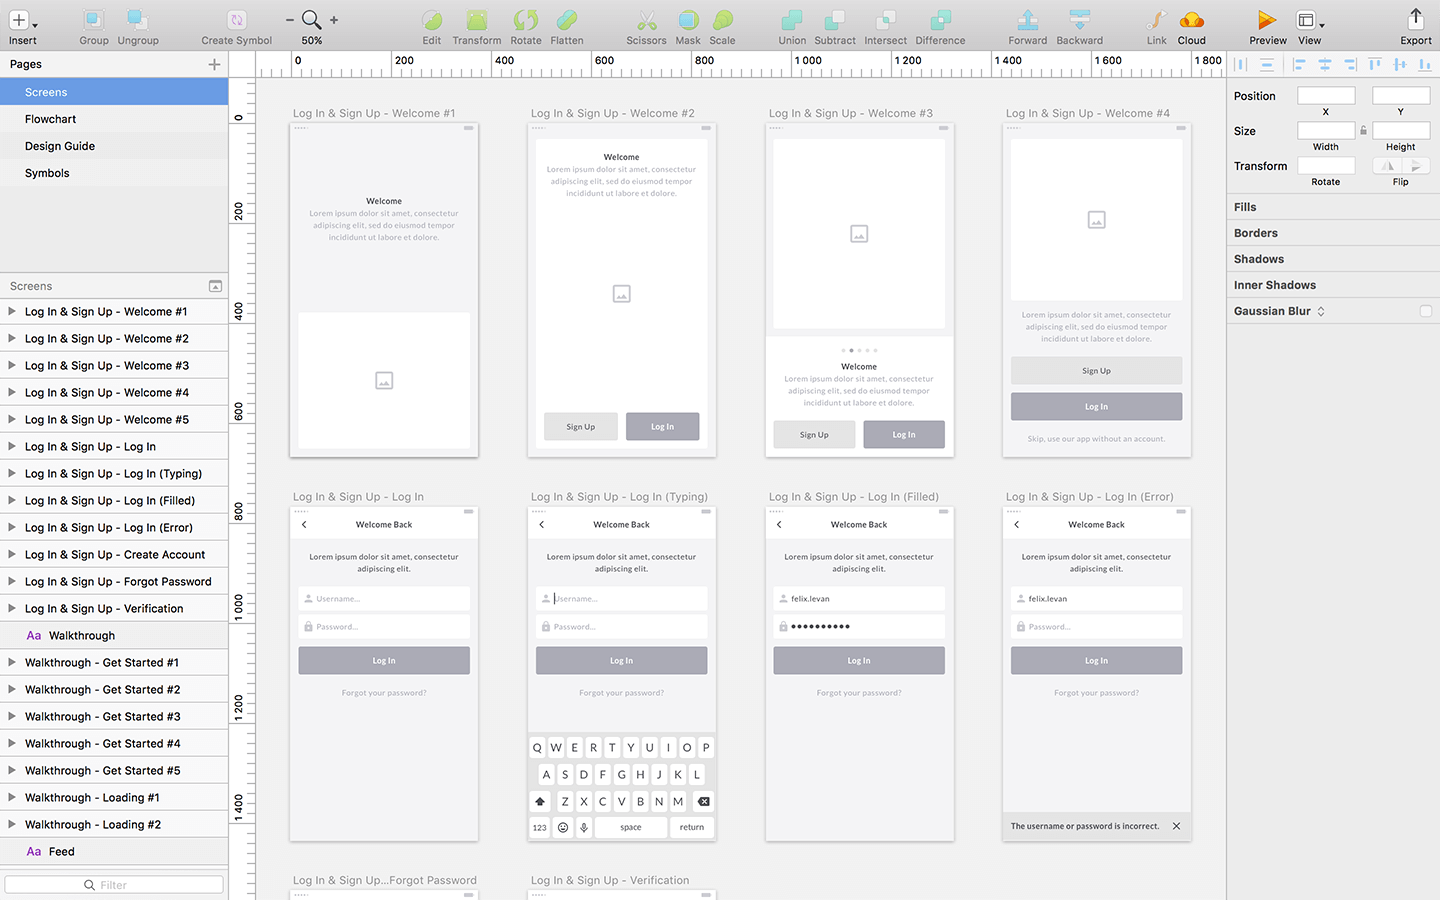 Insert
Group
Ungroup
Create Symbol
50%
Edit
Transform
Rotate
Flatten
Scissors
Mask
Scale
Union
Subtract
Intersect
Difference
Forward
Backward
Link
Cloud
Preview
View
Export
Pages
Screens
Flowchart
Design Guide
Symbols
Screens
Log In & Sign Up - Welcome #1
Log In & Sign Up - Welcome #2
Log In & Sign Up - Welcome #3
Log In & Sign Up - Welcome #4
Log In & Sign Up - Welcome #5
Log In & Sign Up - Log In
Log In & Sign Up - Log In (Typing)
Log In & Sign Up - Log In (Filled)
Log In & Sign Up - Log In (Error)
Log In & Sign Up - Create Account
Log In & Sign Up - Forgot Password
Log In & Sign Up - Verification
Aa Walkthrough
Walkthrough - Get Started #1
Walkthrough - Get Started #2
Walkthrough - Get Started #3
Walkthrough - Get Started #4
Walkthrough - Get Started #5
Walkthrough - Loading #1
Walkthrough - Loading #2
Aa Feed
Filter
0 200 400 600 800 1 000 1 200 1 400 1 600 1 800
0
200
400
600
800
1 000
1 200
1 400
Log In & Sign Up - Welcome #1
Welcome
Lorem ipsum dolor sit amet, consectetur
adipiscing elit, sed do eiusmod tempor
incididunt ut labore et dolore.
Log In & Sign Up - Welcome #2
Welcome
Lorem ipsum dolor sit amet, consectetur
adipiscing elit, sed do eiusmod tempor
incididunt ut labore et dolore.
Sign Up
Log In
Log In & Sign Up - Welcome #3
Welcome
Lorem ipsum dolor sit amet, consectetur
adipiscing elit, sed do eiusmod tempor
incididunt ut labore et dolore.
Sign Up
Log In
Log In & Sign Up - Welcome #4
Lorem ipsum dolor sit amet, consectetur
adipiscing elit, sed do eiusmod tempor
incididunt ut labore et dolore.
Sign Up
Log In
Skip, use our app without an account.
Log In & Sign Up - Log In
Welcome Back
Lorem ipsum dolor sit amet, consectetur
adipiscing elit.
Username...
Password...
Log In
Forgot your password?
Log In & Sign Up - Log In (Typing)
Welcome Back
Lorem ipsum dolor sit amet, consectetur
adipiscing elit.
Username...
Password...
Log In
Forgot your password?
Q W E R T Y U I O P
A S D F G H J K L
Z X C V B N M
123 space return
Log In & Sign Up - Log In (Filled)
Welcome Back
Lorem ipsum dolor sit amet, consectetur
adipiscing elit.
felix.levan
●●●●●●●●●●
Log In
Forgot your password?
Log In & Sign Up - Log In (Error)
Welcome Back
Lorem ipsum dolor sit amet, consectetur
adipiscing elit.
felix.levan
Password...
Log In
Forgot your password?
The username or password is incorrect.
Log In & Sign Up...Forgot Password
Log In & Sign Up - Verification
Position
X
Y
Size
Width
Height
Transform
Rotate
Flip
Fills
Borders
Shadows
Inner Shadows
Gaussian Blur